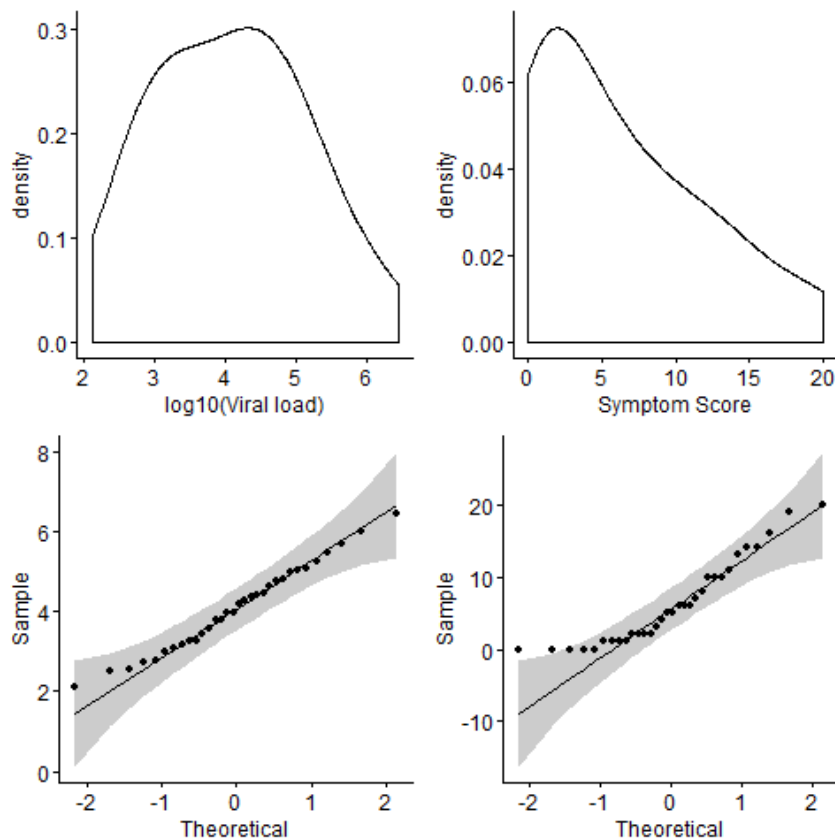 density
0.3
0.2
0.1
0.0
2 3 4 5 6
log10(Viral load)
density
0.06
0.04
0.02
0.00
0 5 10 15 20
Symptom Score
Sample
8
6
4
2
0
-2 -1 0 1 2
Theoretical
Sample
20
10
0
-10
-2 -1 0 1 2
Theoretical